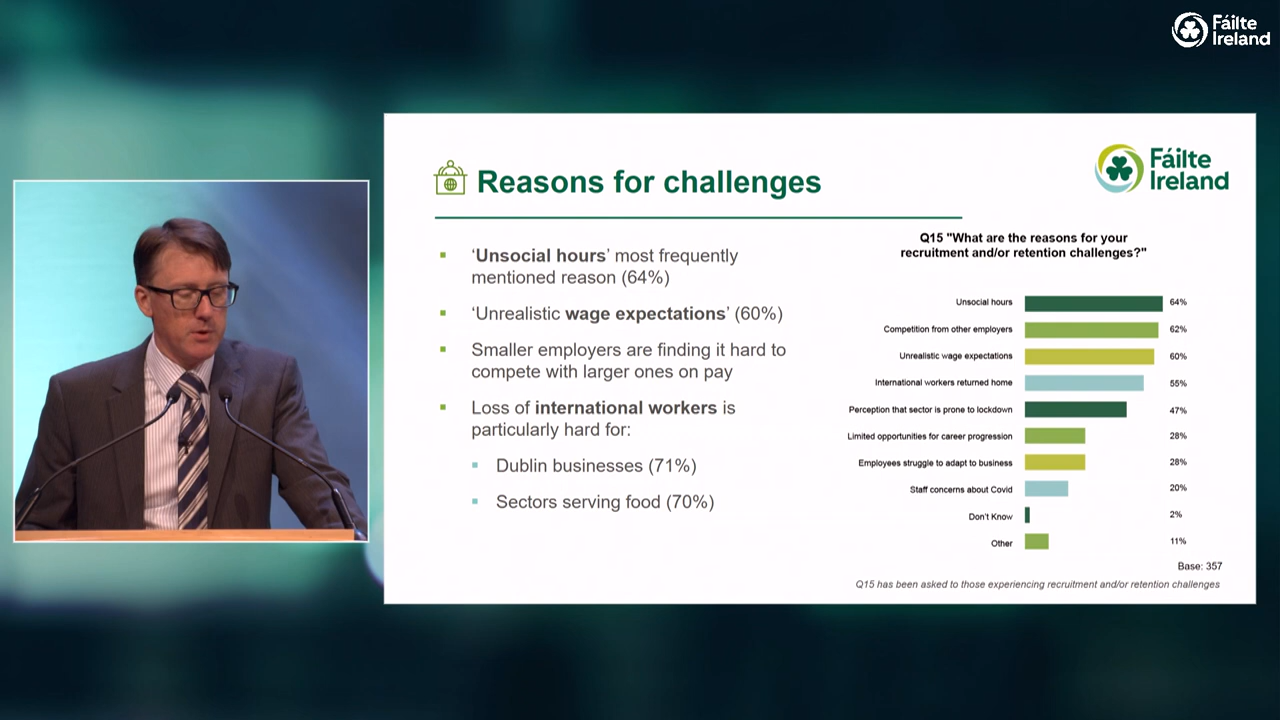 Fáilte
Ireland
Reasons for challenges
Fáilte
Ireland
▪ ‘Unsocial hours’ most frequently
mentioned reason (64%)
▪ ‘Unrealistic wage expectations’ (60%)
▪ Smaller employers are finding it hard to
compete with larger ones on pay
▪ Loss of international workers is
particularly hard for:
▪ Dublin businesses (71%)
▪ Sectors serving food (70%)
Q15 "What are the reasons for your
recruitment and/or retention challenges?"
Unsocial hours 64%
Competition from other employers 62%
Unrealistic wage expectations 60%
International workers returned home 55%
Perception that sector is prone to lockdown 47%
Limited opportunities for career progression 28%
Employees struggle to adapt to business 28%
Staff concerns about Covid 20%
Don't Know 2%
Other 11%
Base: 357
Q15 has been asked to those experiencing recruitment and/or retention challenges